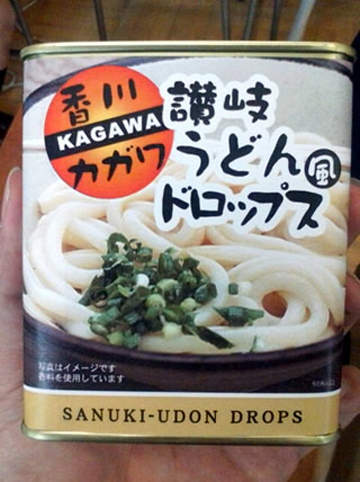 香川
KAGAWA
カガワ
讃岐
うどん風
ドロップス
写真はイメージです
香料を使用しています
SANUKI-UDON DROPS